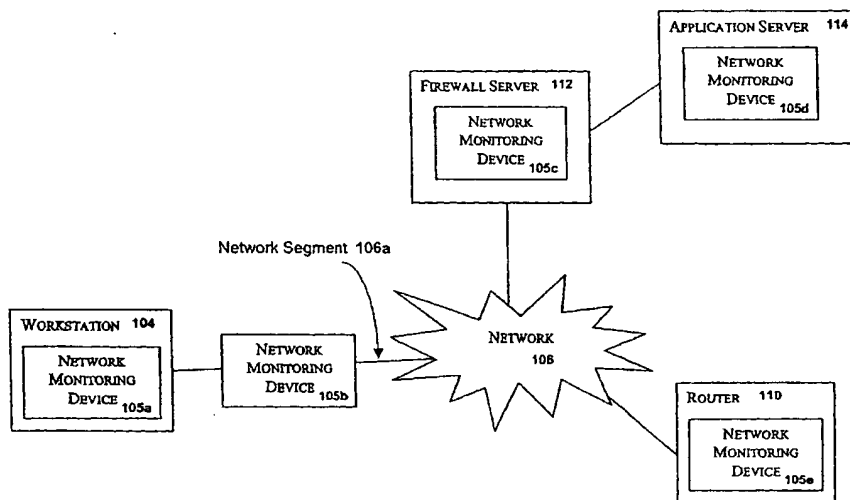 APPLICATION SERVER 114
NETWORK
MONITORING
DEVICE 105d
FIREWALL SERVER 112
NETWORK
MONITORING
DEVICE 105c
Network Segment 106a
WORKSTATION 104
NETWORK
MONITORING
DEVICE 105a
NETWORK
MONITORING
DEVICE 105b
NETWORK
106
ROUTER 110
NETWORK
MONITORING
DEVICE 105e